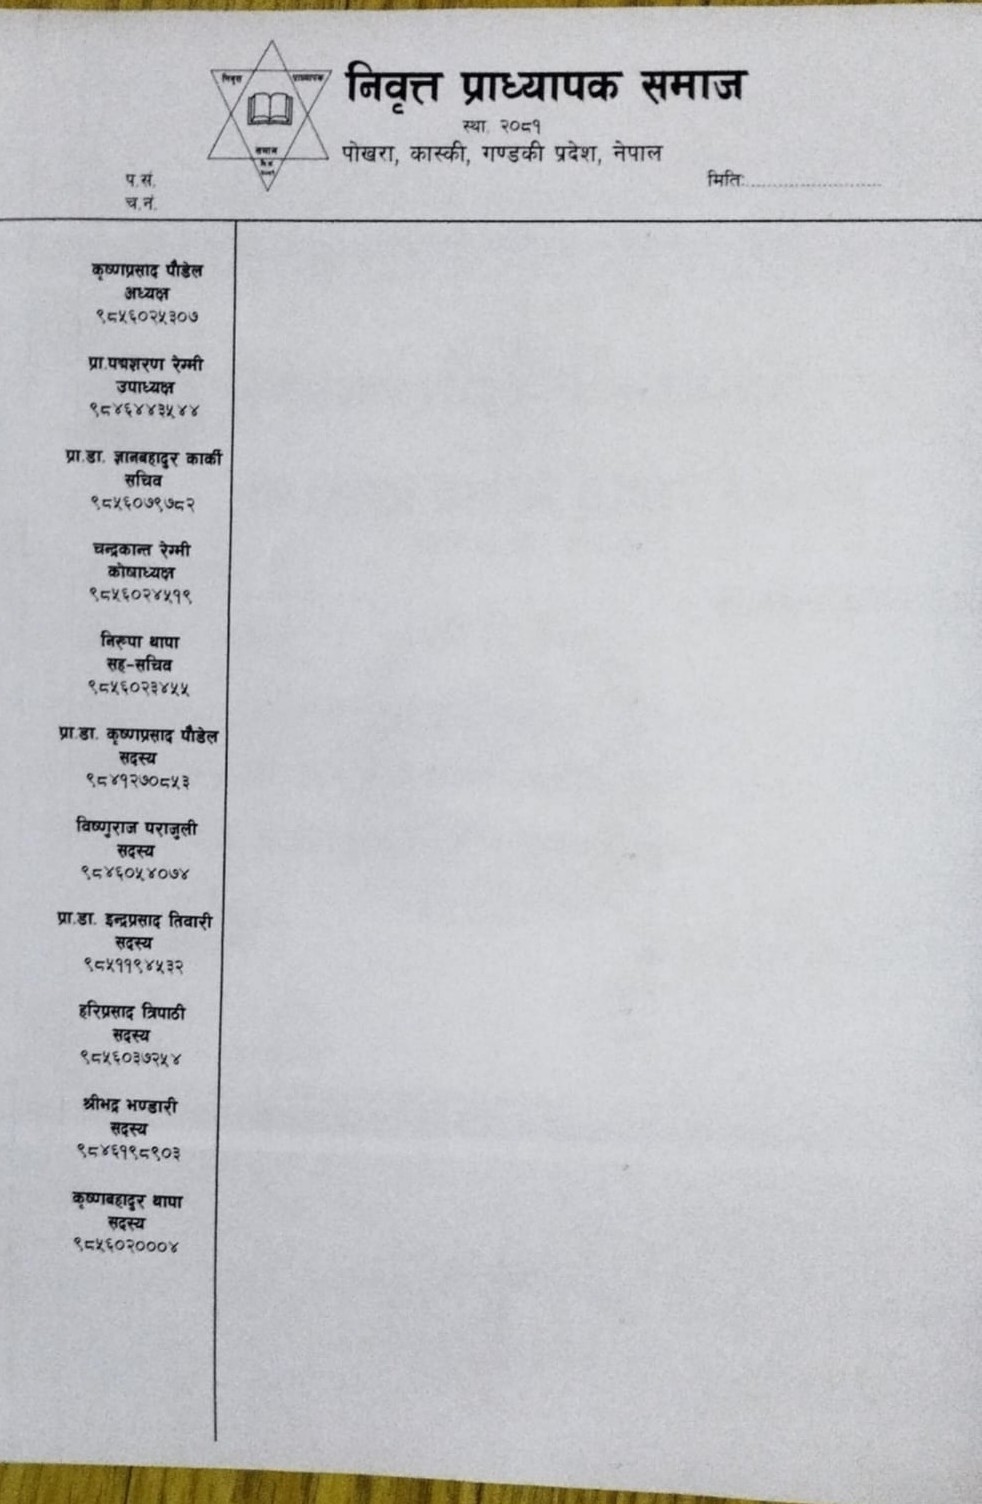 निवृत्त प्राध्यापक
समाज
निवृत्त प्राध्यापक समाज
स्था. २०८१
पोखरा, कास्की, गण्डकी प्रदेश, नेपाल
प.सं.
च.नं.
मितिः
कृष्णप्रसाद पौडेल
अध्यक्ष
९८५६०२५३०७
प्रा.पद्मशरण रेग्मी
उपाध्यक्ष
९८४६४४३५४४
प्रा.डा. ज्ञानबहादुर कार्की
सचिव
९८५६०७९७८२
चन्द्रकान्त रेग्मी
कोषाध्यक्ष
९८५६०२४५१९
निरूपा थापा
सह-सचिव
९८५६०२३४५५
प्रा.डा. कृष्णप्रसाद पौडेल
सदस्य
९८४१२७०८५३
विष्णुराज पराजुली
सदस्य
९८४६०५४०७४
प्रा.डा. इन्द्रप्रसाद तिवारी
सदस्य
९८५११९४५३२
हरिप्रसाद त्रिपाठी
सदस्य
९८५६०३७२५४
श्रीभद्र भण्डारी
सदस्य
९८४६१९८९०३
कृष्णबहादुर थापा
सदस्य
९८५६०२०००४